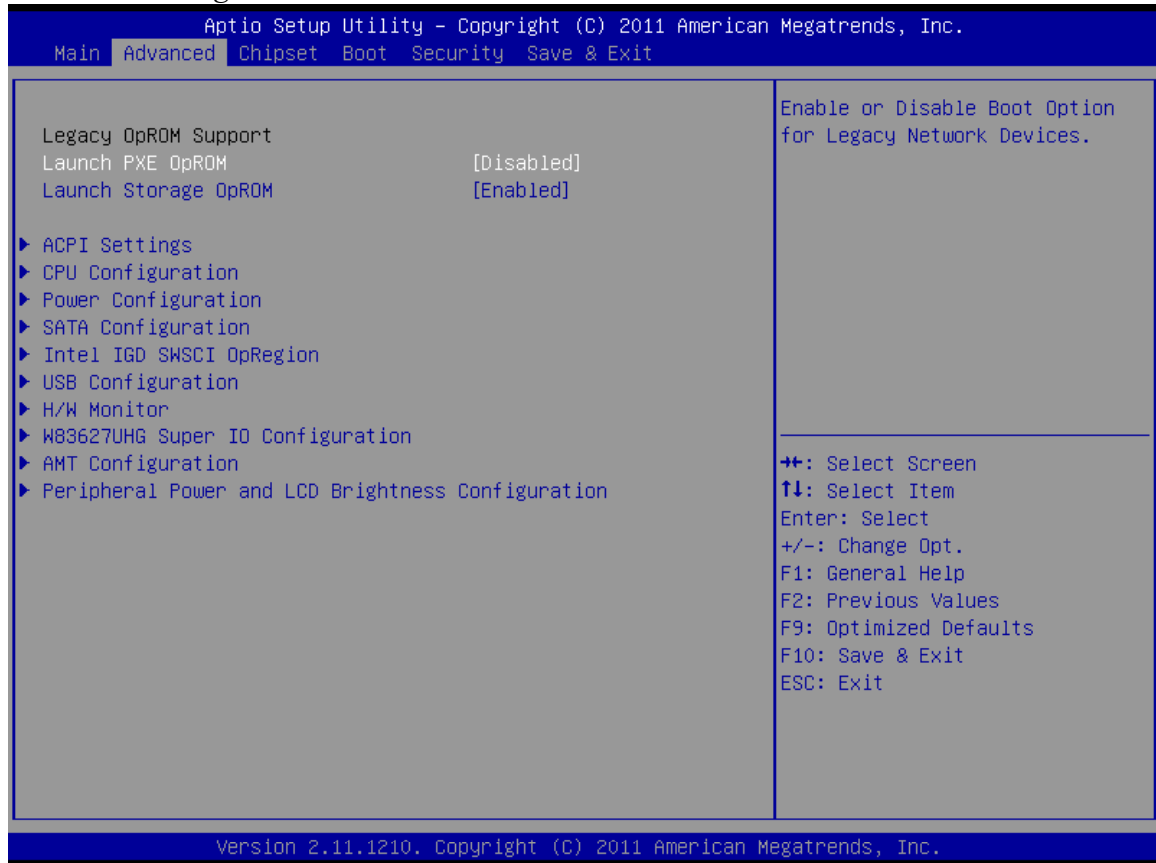 Aptio Setup Utility – Copyright (C) 2011 American Megatrends, Inc.
Main Advanced Chipset Boot Security Save & Exit
Legacy OpROM Support
Launch PXE OpROM [Disabled]
Launch Storage OpROM [Enabled]
▶ ACPI Settings
▶ CPU Configuration
▶ Power Configuration
▶ SATA Configuration
▶ Intel IGD SWSCI OpRegion
▶ USB Configuration
▶ H/W Monitor
▶ W83627UHG Super IO Configuration
▶ AMT Configuration
▶ Peripheral Power and LCD Brightness Configuration
Enable or Disable Boot Option
for Legacy Network Devices.
→←: Select Screen
↑↓: Select Item
Enter: Select
+/-: Change Opt.
F1: General Help
F2: Previous Values
F9: Optimized Defaults
F10: Save & Exit
ESC: Exit
Version 2.11.1210. Copyright (C) 2011 American Megatrends, Inc.